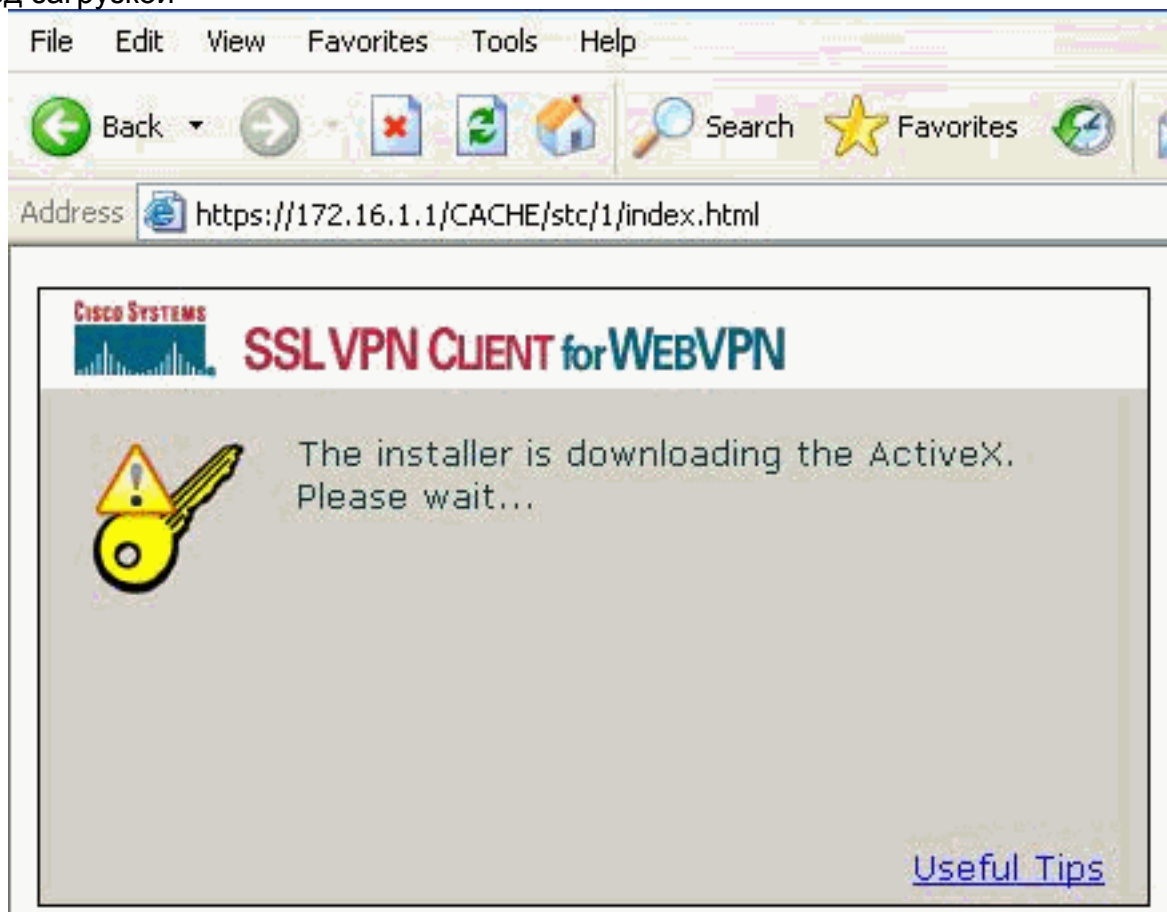 загрузкой
File Edit View Favorites Tools Help
Back Search Favorites
Address https://172.16.1.1/CACHE/stc/1/index.html
CISCO SYSTEMS
SSL VPN CLIENT for WEBVPN
The installer is downloading the ActiveX.
Please wait...
Useful Tips